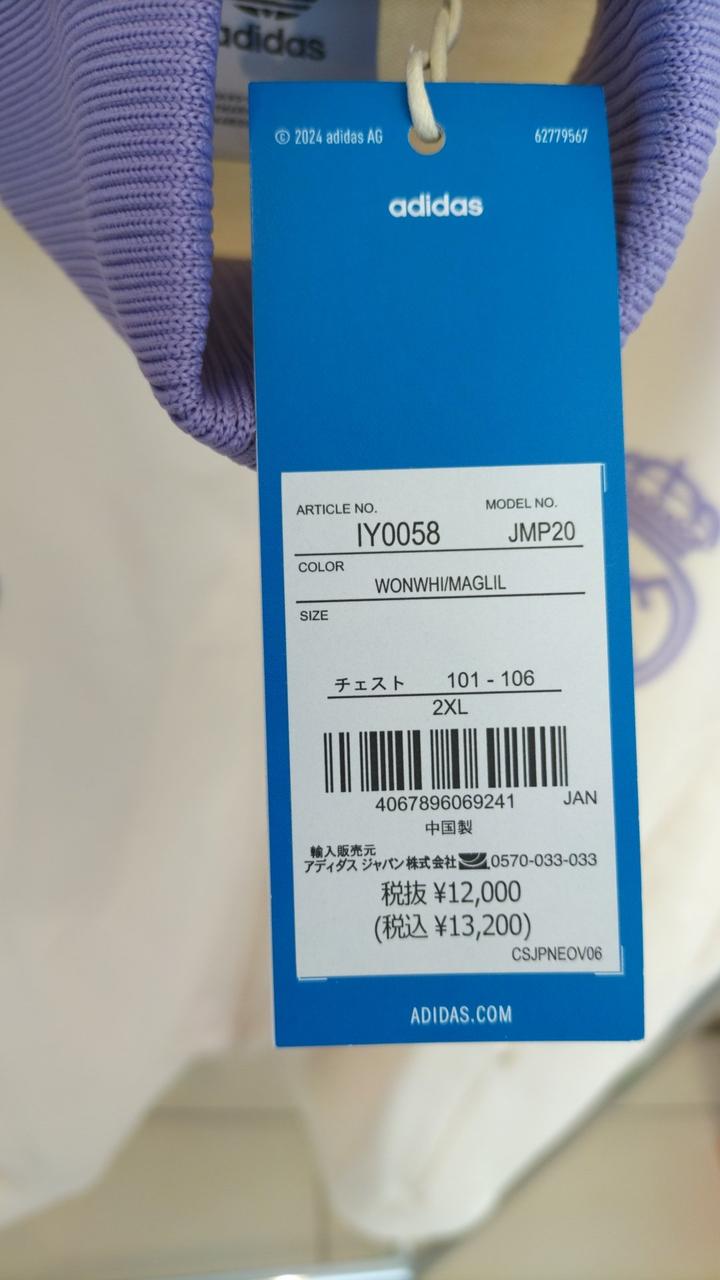 adidas
© 2024 adidas AG 62779567
adidas
ARTICLE NO. MODEL NO.
IY0058 JMP20
COLOR
WONWHI/MAGLIL
SIZE
チェスト 101 - 106
2XL
4067896069241 JAN
中国製
輸入販売元
アディダス ジャパン株式会社 0570-033-033
税抜 ¥12,000
(税込 ¥13,200)
CSJPNEOV06
ADIDAS.COM